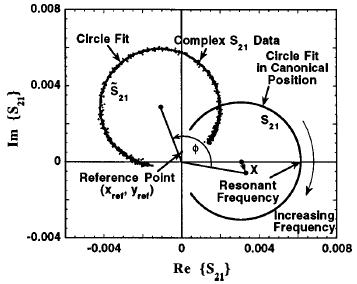 Circle Fit
Complex S21 Data
Circle Fit
in Canonical
Position
S̃21
S21
ϕ
X
Reference Point
(xref, yref)
Resonant
Frequency
Increasing
Frequency
0.008
0.004
0
-0.004
-0.004
0
0.004
0.008
Im {S21}
Re {S21}